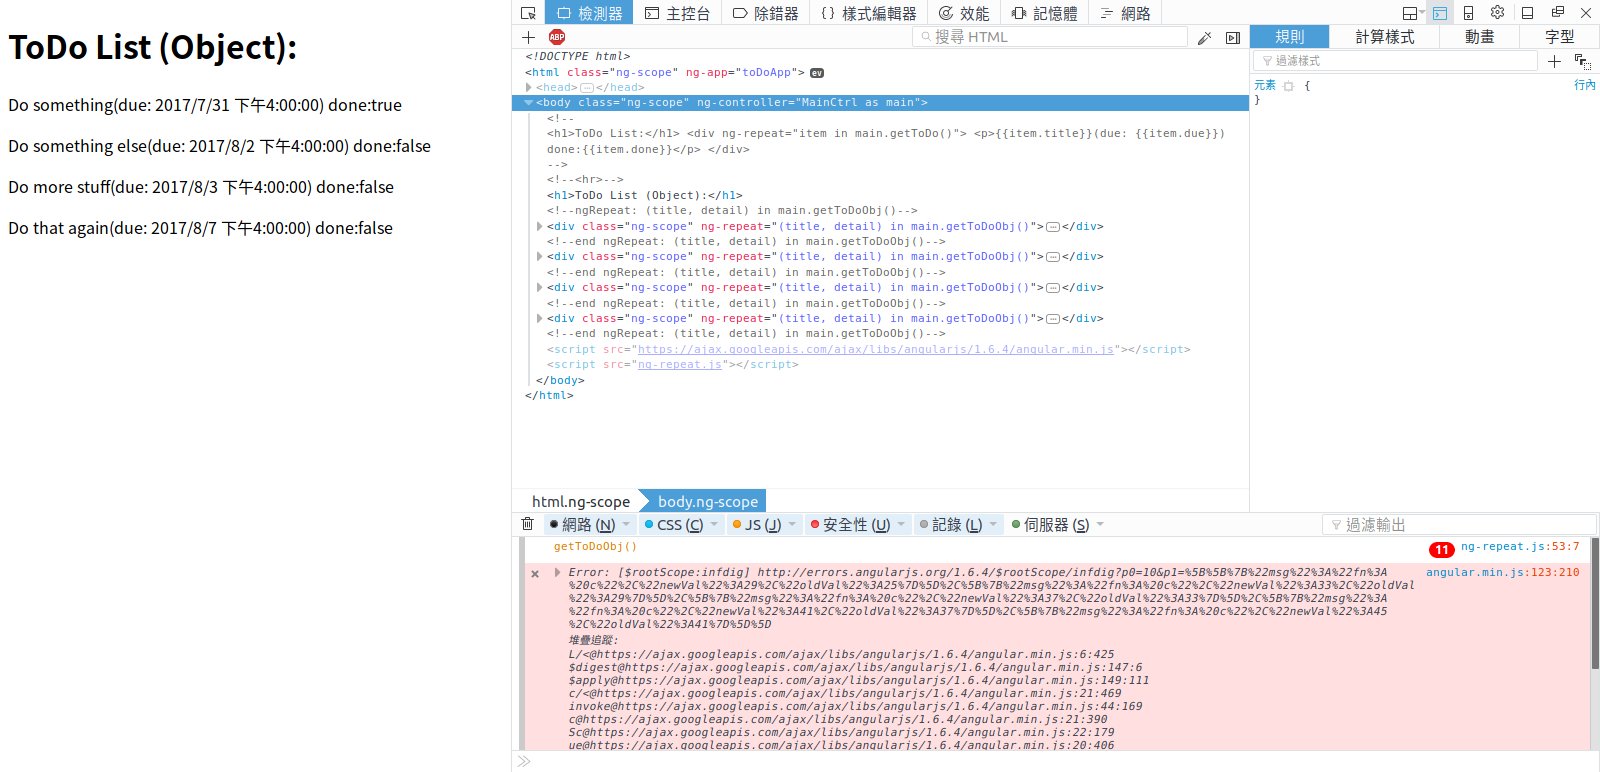 ToDo List (Object):
Do something(due: 2017/7/31 下午4:00:00) done:true
Do something else(due: 2017/8/2 下午4:00:00) done:false
Do more stuff(due: 2017/8/3 下午4:00:00) done:false
Do that again(due: 2017/8/7 下午4:00:00) done:false
檢測器 主控台 除錯器 {} 樣式編輯器 效能 記憶體 網路
+ ABP 搜尋 HTML
<!DOCTYPE html>
<html class="ng-scope" ng-app="toDoApp"> ev
<head></head>
<body class="ng-scope" ng-controller="MainCtrl as main">
<!--
<h1>ToDo List:</h1> <div ng-repeat="item in main.getToDo()"> <p>{{item.title}}(due: {{item.due}})
done:{{item.done}}</p> </div>
-->
<!--<hr>-->
<h1>ToDo List (Object):</h1>
<!--ngRepeat: (title, detail) in main.getToDoObj()-->
<div class="ng-scope" ng-repeat="(title, detail) in main.getToDoObj()"></div>
<!--end ngRepeat: (title, detail) in main.getToDoObj()-->
<div class="ng-scope" ng-repeat="(title, detail) in main.getToDoObj()"></div>
<!--end ngRepeat: (title, detail) in main.getToDoObj()-->
<div class="ng-scope" ng-repeat="(title, detail) in main.getToDoObj()"></div>
<!--end ngRepeat: (title, detail) in main.getToDoObj()-->
<div class="ng-scope" ng-repeat="(title, detail) in main.getToDoObj()"></div>
<!--end ngRepeat: (title, detail) in main.getToDoObj()-->
<script src="https://ajax.googleapis.com/ajax/libs/angularjs/1.6.4/angular.min.js"></script>
<script src="ng-repeat.js"></script>
</body>
</html>
html.ng-scope body.ng-scope
規則 計算樣式 動畫 字型
過濾樣式 +
元素 { 行內
}
網路 (N) CSS (C) JS (J) 安全性 (U) 記錄 (L) 伺服器 (S) 過濾輸出
getToDoObj() 11 ng-repeat.js:53:7
Error: [$rootScope:infdig] http://errors.angularjs.org/1.6.4/$rootScope/infdig?p0=10&p1=%5B%5B%7B%22msg%22%3A%22fn%3A angular.min.js:123:210
%20c%22%2C%22newVal%22%3A29%2C%22oldVal%22%3A25%7D%5D%2C%5B%7B%22msg%22%3A%22fn%3A%20c%22%2C%22newVal%22%3A33%2C%22oldVal
%22%3A29%7D%5D%2C%5B%7B%22msg%22%3A%22fn%3A%20c%22%2C%22newVal%22%3A37%2C%22oldVal%22%3A33%7D%5D%2C%5B%7B%22msg%22%3A
%22fn%3A%20c%22%2C%22newVal%22%3A41%2C%22oldVal%22%3A37%7D%5D%2C%5B%7B%22msg%22%3A%22fn%3A%20c%22%2C%22newVal%22%3A45
%2C%22oldVal%22%3A41%7D%5D%5D
堆疊追蹤:
L/<@https://ajax.googleapis.com/ajax/libs/angularjs/1.6.4/angular.min.js:6:425
$digest@https://ajax.googleapis.com/ajax/libs/angularjs/1.6.4/angular.min.js:147:6
$apply@https://ajax.googleapis.com/ajax/libs/angularjs/1.6.4/angular.min.js:149:111
c/<@https://ajax.googleapis.com/ajax/libs/angularjs/1.6.4/angular.min.js:21:469
invoke@https://ajax.googleapis.com/ajax/libs/angularjs/1.6.4/angular.min.js:44:169
c@https://ajax.googleapis.com/ajax/libs/angularjs/1.6.4/angular.min.js:21:390
Sc@https://ajax.googleapis.com/ajax/libs/angularjs/1.6.4/angular.min.js:22:179
ue@https://ajax.googleapis.com/ajax/libs/angularjs/1.6.4/angular.min.js:20:406